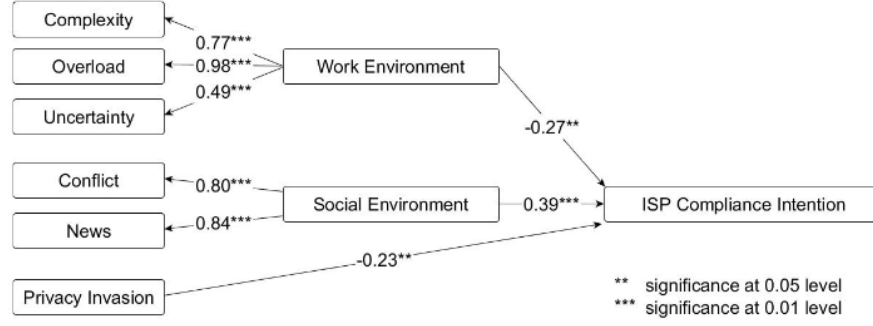 Complexity
0.77***
Overload
0.98***
Work Environment
0.49***
Uncertainty
-0.27**
Conflict
0.80***
Social Environment
0.39***
ISP Compliance Intention
News
0.84***
-0.23**
Privacy Invasion
** significance at 0.05 level
*** significance at 0.01 level